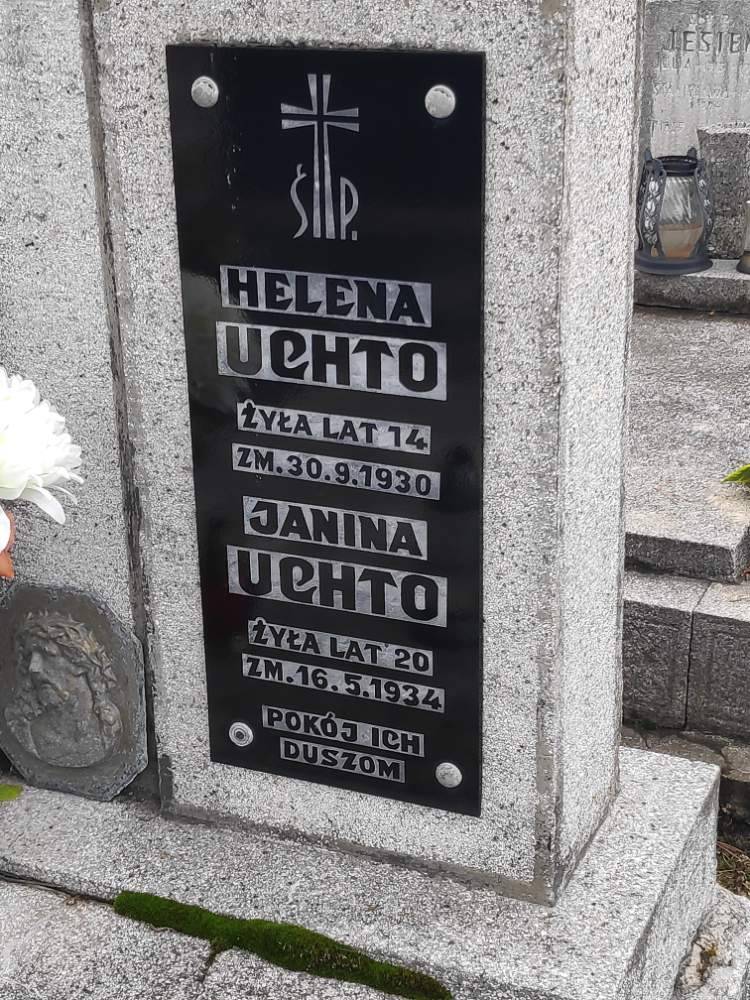 Ś.P.
HELENA
UCHTO
ŻYŁA LAT 14
ZM. 30.9.1930
JANINA
UCHTO
ŻYŁA LAT 20
ZM. 16.5.1934
POKÓJ ICH
DUSZOM